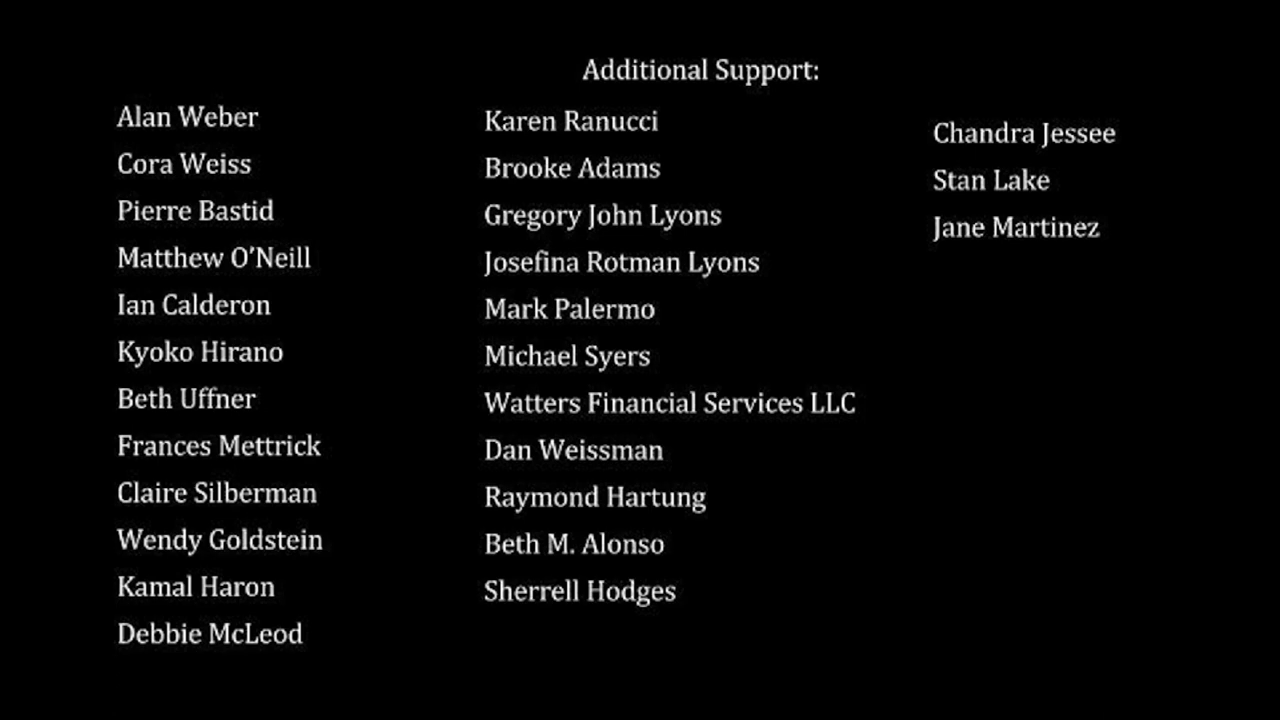 Additional Support:
Alan Weber
Cora Weiss
Pierre Bastid
Matthew O’Neill
Ian Calderon
Kyoko Hirano
Beth Uffner
Frances Mettrick
Claire Silberman
Wendy Goldstein
Kamal Haron
Debbie McLeod
Karen Ranucci
Brooke Adams
Gregory John Lyons
Josefina Rotman Lyons
Mark Palermo
Michael Syers
Watters Financial Services LLC
Dan Weissman
Raymond Hartung
Beth M. Alonso
Sherrell Hodges
Chandra Jessee
Stan Lake
Jane Martinez